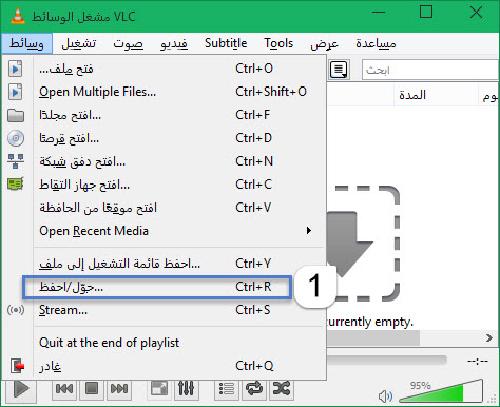 مشغل الوسائط VLC
وسائط تشغيل صوت فيديو Subtitle Tools عرض مساعدة
فتح ملف... Ctrl+O
Open Multiple Files... Ctrl+Shift+O
افتح مجلدًا... Ctrl+F
افتح قرصًا... Ctrl+D
افتح دفق شبكة... Ctrl+N
افتح جهاز التقاط... Ctrl+C
افتح موقعًا من الحافظة Ctrl+V
Open Recent Media
احفظ قائمة التشغيل إلى ملف... Ctrl+Y
حوّل/احفظ... Ctrl+R
Stream... Ctrl+S
Quit at the end of playlist
غادر Ctrl+Q
1
ابحث
المدة
currently empty.
--:--
95%